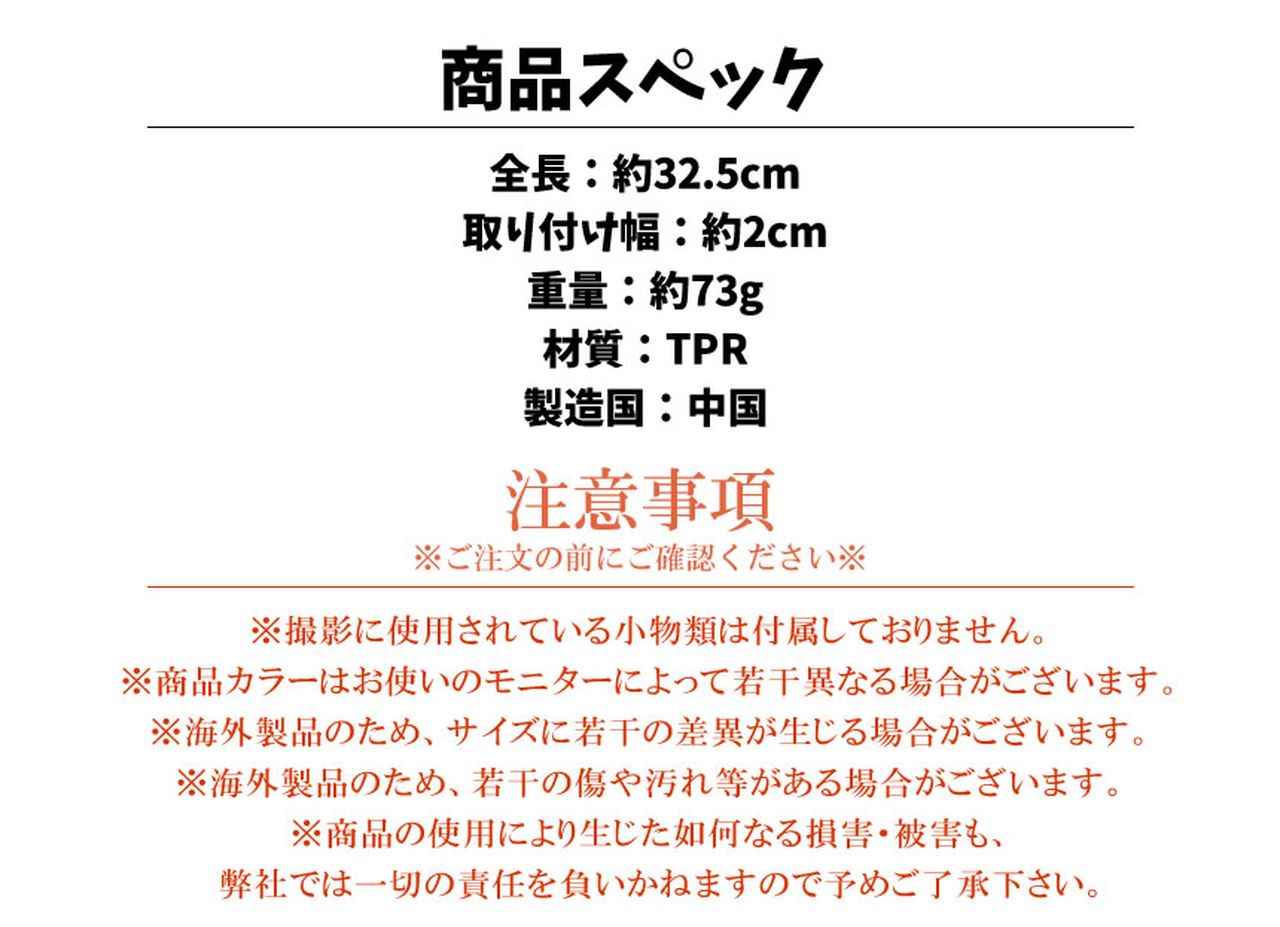 商品スペック
全長：約32.5cm
取り付け幅：約2cm
重量：約73g
材質：TPR
製造国：中国
注意事項
※ご注文の前にご確認ください※
※撮影に使用されている小物類は付属しておりません。
※商品カラーはお使いのモニターによって若干異なる場合がございます。
※海外製品のため、サイズに若干の差異が生じる場合がございます。
※海外製品のため、若干の傷や汚れ等がある場合がございます。
※商品の使用により生じた如何なる損害・被害も、
弊社では一切の責任を負いかねますので予めご了承下さい。